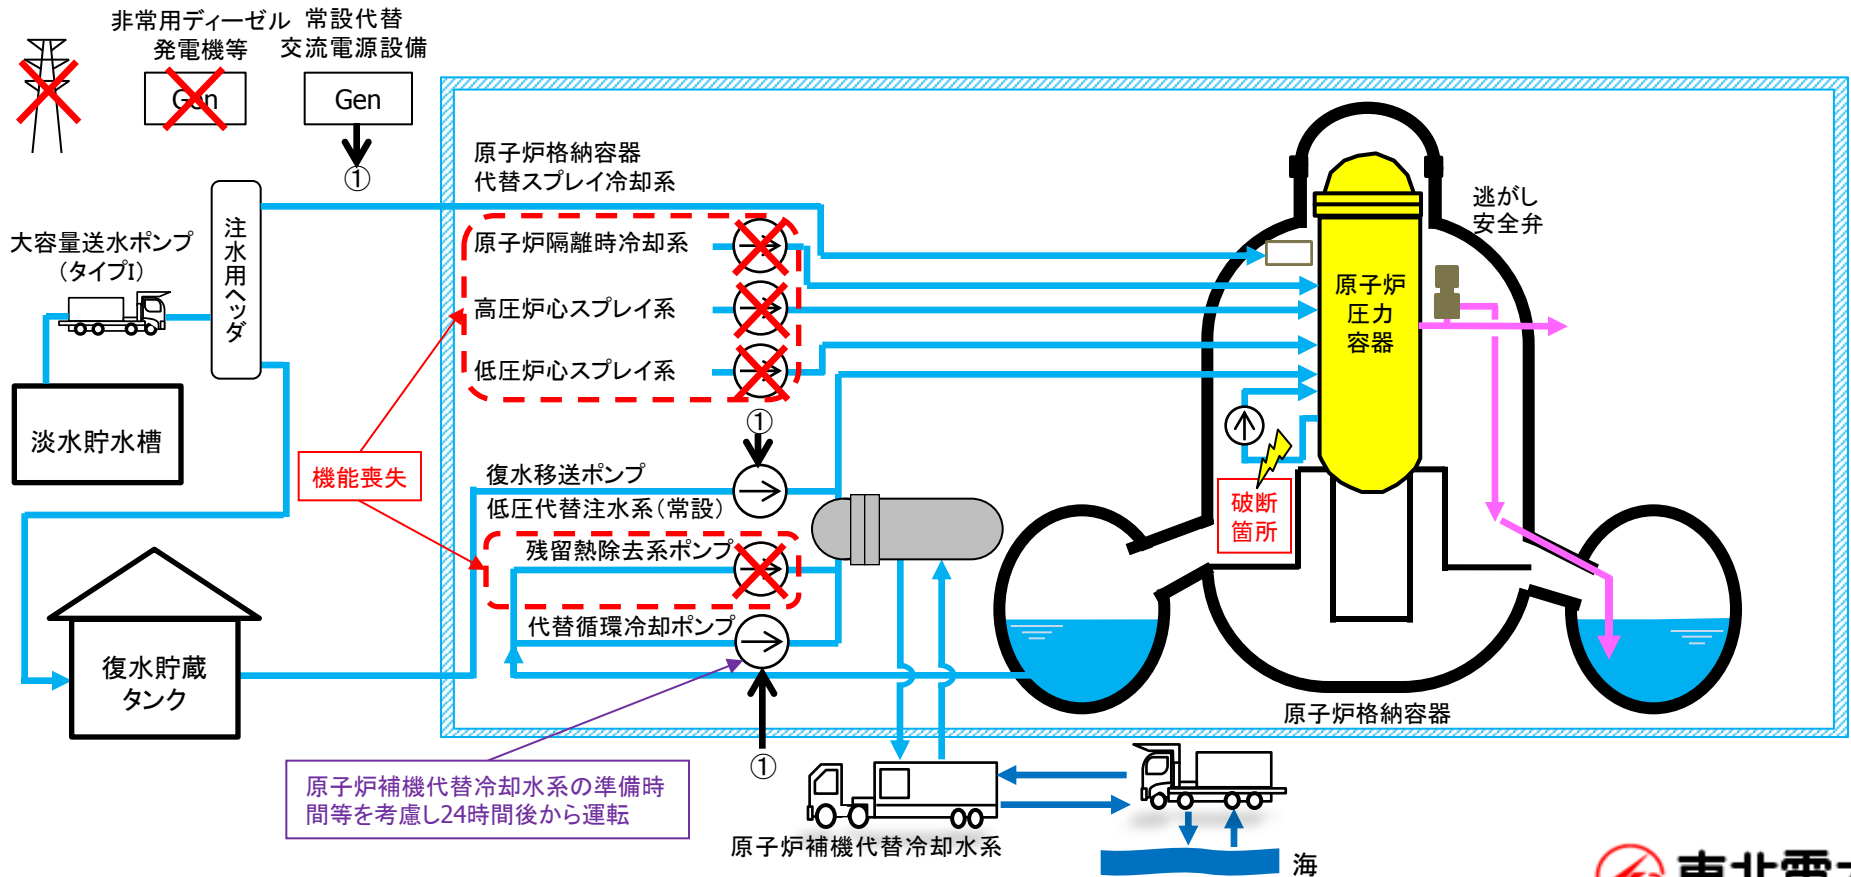 非常用ディーゼル
発電機等
Gen
常設代替
交流電源設備
Gen
①
大容量送水ポンプ
(タイプI)
注水用ヘッダ
淡水貯水槽
復水貯蔵
タンク
原子炉格納容器
代替スプレイ冷却系
原子炉隔離時冷却系
高圧炉心スプレイ系
低圧炉心スプレイ系
機能喪失
①
復水移送ポンプ
低圧代替注水系(常設)
残留熱除去系ポンプ
代替循環冷却ポンプ
①
原子炉補機代替冷却水系の準備時
間等を考慮し24時間後から運転
逃がし
安全弁
原子炉
圧力
容器
破断
箇所
原子炉格納容器
原子炉補機代替冷却水系
海
東北電